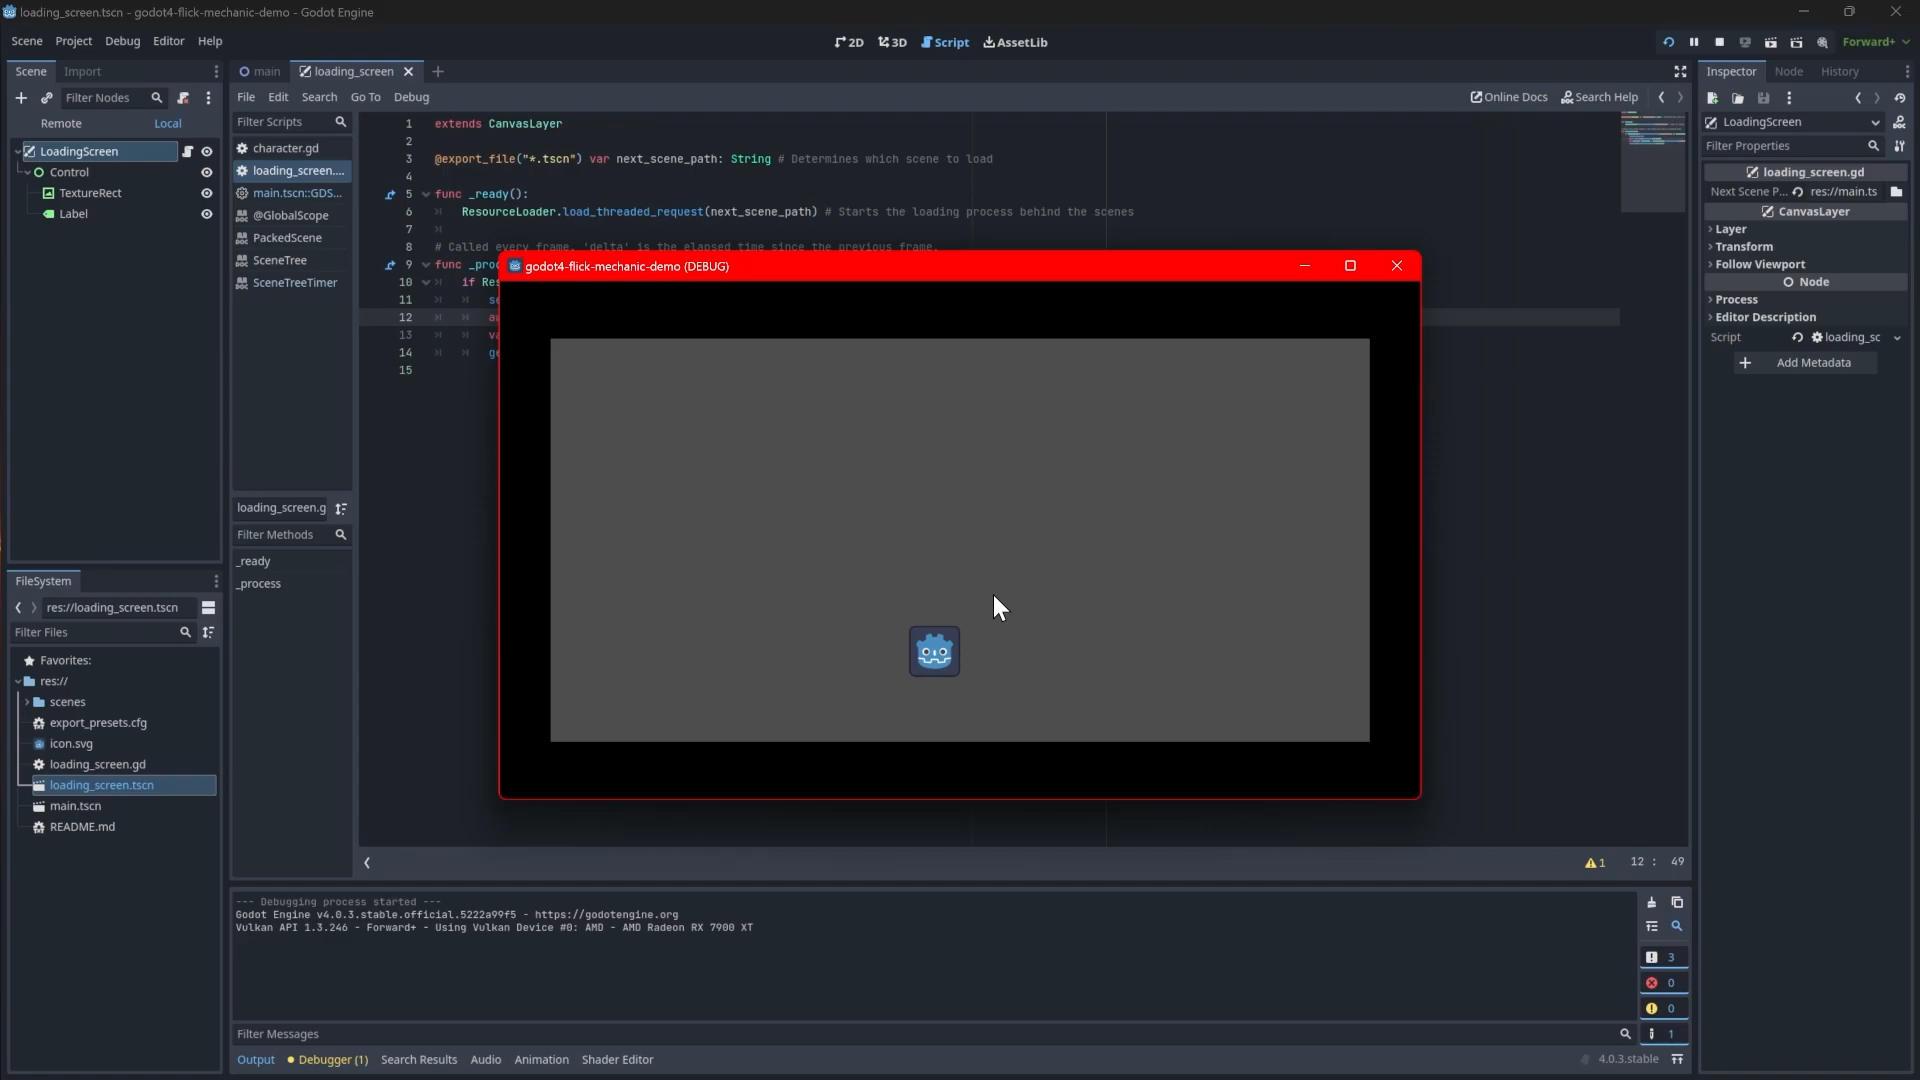 loading_screen.tscn - godot4-flick-mechanic-demo - Godot Engine
Scene Project Debug Editor Help
2D 3D Script AssetLib
Forward+
Scene Import
main loading_screen
Inspector Node History
Filter Nodes
File Edit Search Go To Debug
Online Docs Search Help
Remote Local
Filter Scripts
LoadingScreen
Filter Properties
LoadingScreen
Control
TextureRect
Label
character.gd
loading_screen....
main.tscn::GDS...
@GlobalScope
PackedScene
SceneTree
SceneTreeTimer
loading_screen.g
Filter Methods
_ready
_process
1 extends CanvasLayer
2
3 @export_file("*.tscn") var next_scene_path: String # Determines which scene to load
4
5 func _ready():
6 ResourceLoader.load_threaded_request(next_scene_path) # Starts the loading process behind the scenes
7
8 # Called every frame. 'delta' is the elapsed time since the previous frame.
9 func _proc
10 if Res
11 se
12 a
13 va
14 ge
15
godot4-flick-mechanic-demo (DEBUG)
loading_screen.gd
Next Scene P... res://main.ts
CanvasLayer
Layer
Transform
Follow Viewport
Node
Process
Editor Description
Script loading_sc
Add Metadata
FileSystem
res://loading_screen.tscn
Filter Files
Favorites:
res://
scenes
export_presets.cfg
icon.svg
loading_screen.gd
loading_screen.tscn
main.tscn
README.md
1 12 : 49
--- Debugging process started ---
Godot Engine v4.0.3.stable.official.5222a99f5 - https://godotengine.org
Vulkan API 1.3.246 - Forward+ - Using Vulkan Device #0: AMD - AMD Radeon RX 7900 XT
3
0
0
1
Filter Messages
Output Debugger (1) Search Results Audio Animation Shader Editor
4.0.3.stable